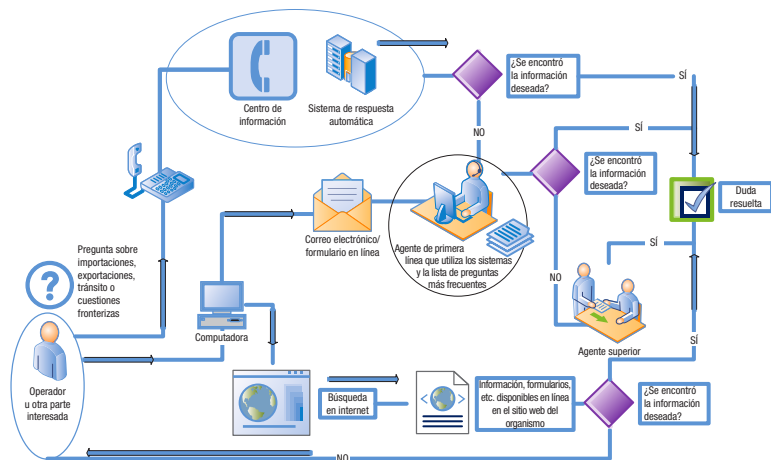 ¿Se encontró
la información
deseada?
SÍ
Centro de
información
Sistema de respuesta
automática
NO
SÍ
¿Se encontró
la información
deseada?
Duda
resuelta
Correo electrónico/
formulario en línea
Agente de primera
línea que utiliza los sistemas
y la lista de preguntas
más frecuentes
Pregunta sobre
importaciones,
exportaciones,
tránsito o
cuestiones
fronterizas
?
SÍ
NO
Computadora
Agente superior
SÍ
Operador
u otra parte
interesada
Búsqueda
en internet
Información, formularios,
etc. disponibles en línea
en el sitio web del
organismo
¿Se encontró
la información
deseada?
NO